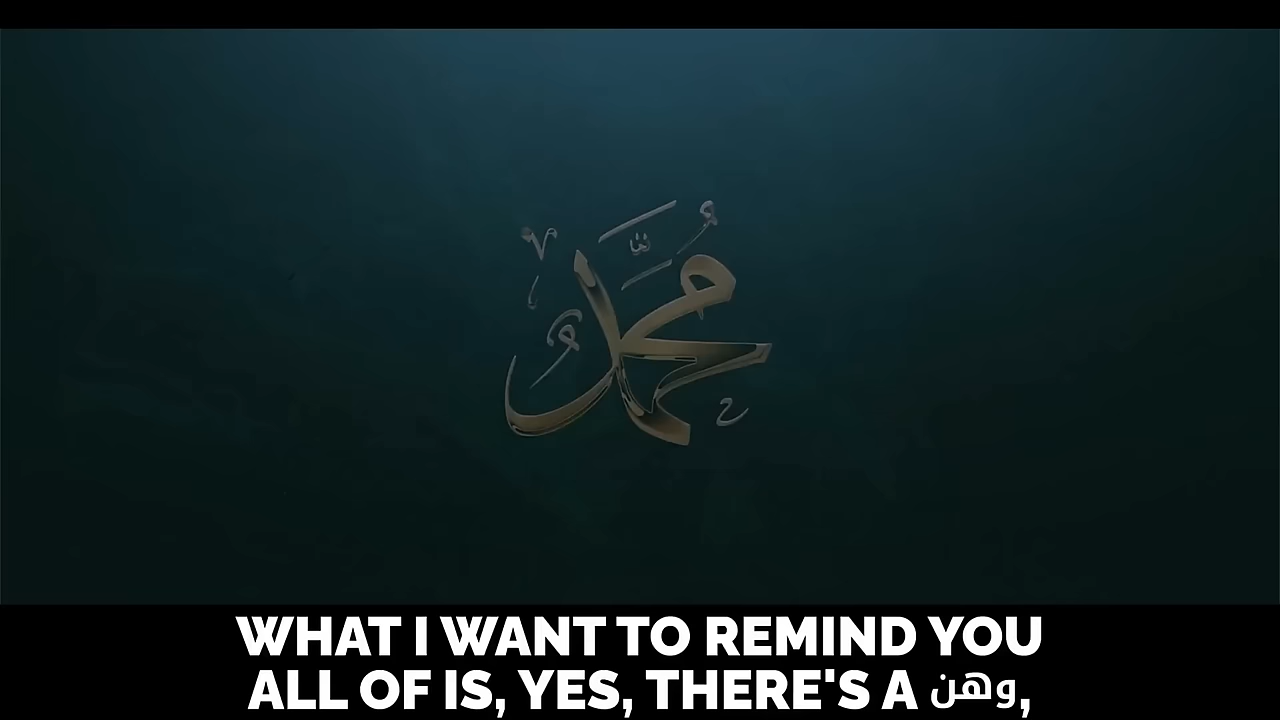 محمد
WHAT I WANT TO REMIND YOU
ALL OF IS, YES, THERE'S A وهن,